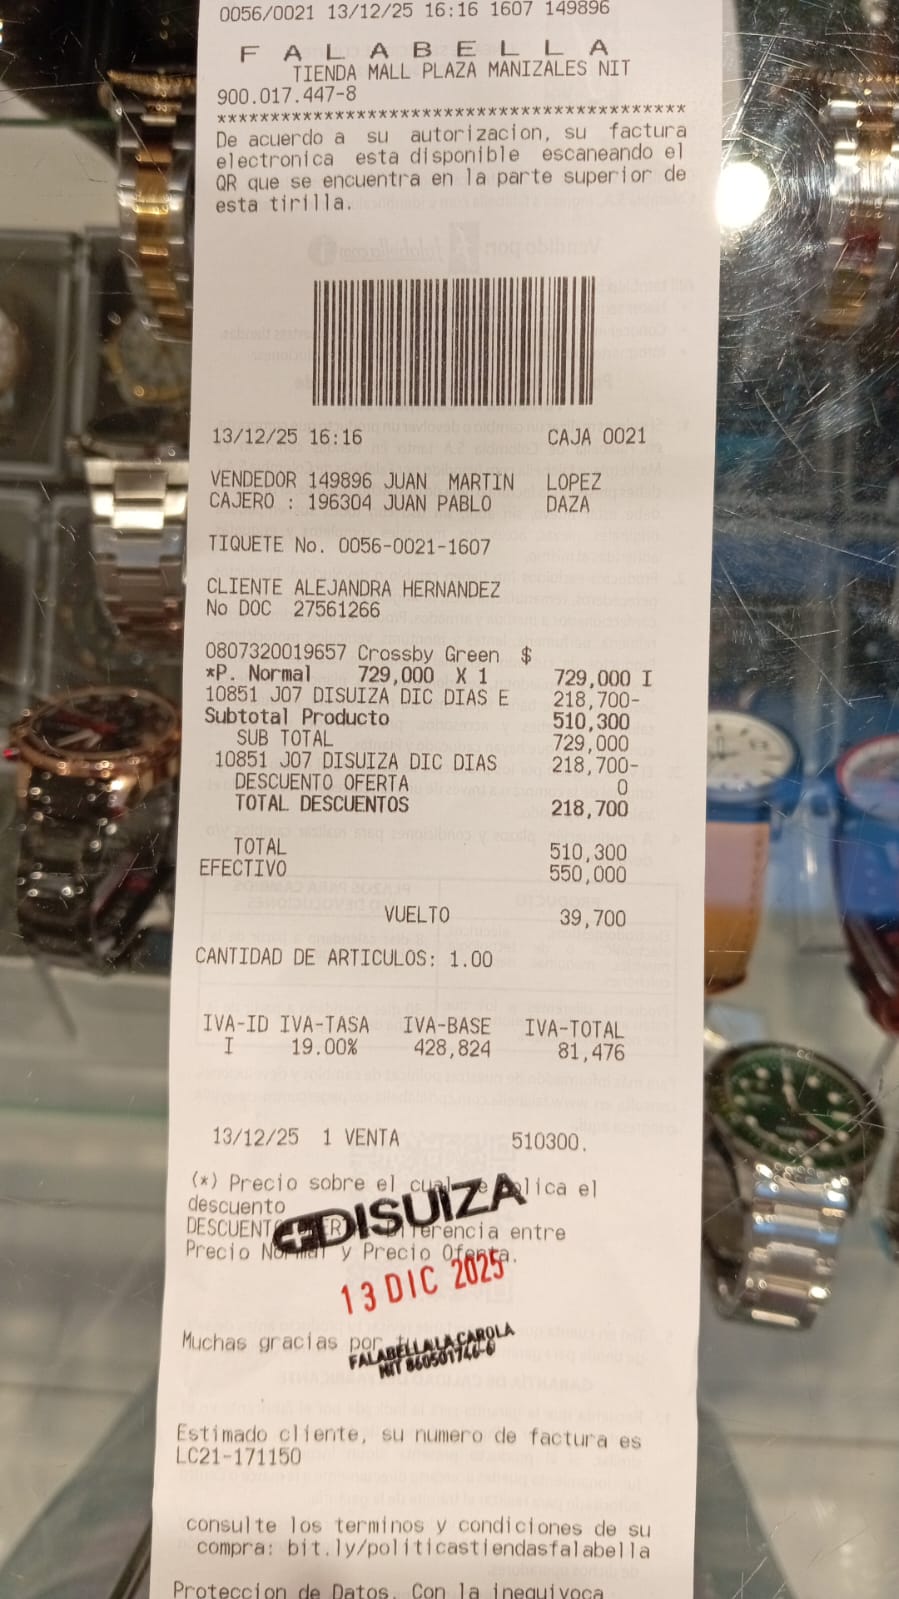 0056/0021 13/12/25 16:16 1607 149896
F A L A B E L L A
TIENDA MALL PLAZA MANIZALES NIT
900.017.447-8
******************************************
De acuerdo a su autorizacion, su factura
electronica esta disponible escaneando el
QR que se encuentra en la parte superior de
esta tirilla.
13/12/25 16:16 CAJA 0021
VENDEDOR 149896 JUAN MARTIN LOPEZ
CAJERO : 196304 JUAN PABLO DAZA
TIQUETE No. 0056-0021-1607
CLIENTE ALEJANDRA HERNANDEZ
No DOC 27561266
0807320019657 Crossby Green $
*P. Normal 729,000 X 1 729,000 I
10851 J07 DISUIZA DIC DIAS E 218,700-
Subtotal Producto 510,300
SUB TOTAL 729,000
10851 J07 DISUIZA DIC DIAS 218,700-
DESCUENTO OFERTA 0
TOTAL DESCUENTOS 218,700
TOTAL 510,300
EFECTIVO 550,000
VUELTO 39,700
CANTIDAD DE ARTICULOS: 1.00
IVA-ID IVA-TASA IVA-BASE IVA-TOTAL
I 19.00% 428,824 81,476
13/12/25 1 VENTA 510300.
(*) Precio sobre el cual se aplica el
descuento
DISUIZA
DESCUENTO OFERTA Diferencia entre
Precio Normal y Precio Oferta.
13 DIC 2025
Muchas gracias por
FALABELLA LA CAROLA
NIT 860501746-0
Estimado cliente, su numero de factura es
LC21-171150
consulte los terminos y condiciones de su
compra: bit.ly/politicastiendasfalabella
Proteccion de Datos. Con la inequivoca